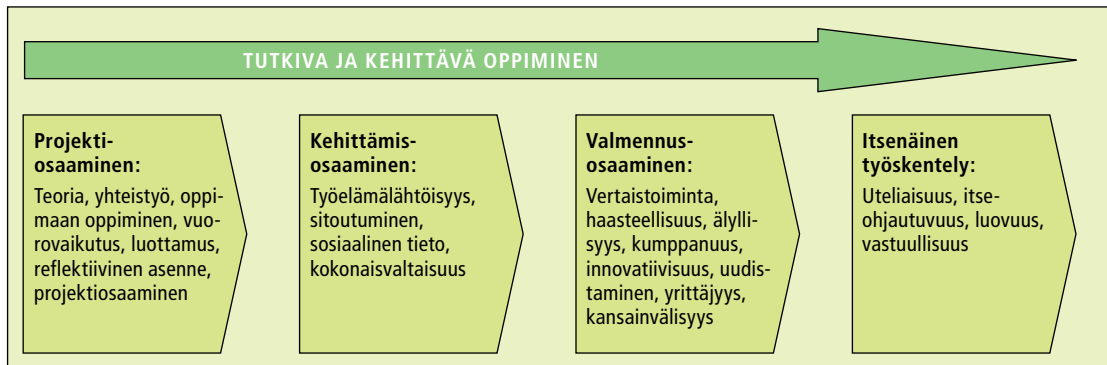 TUTKIVA JA KEHITTÄVÄ OPPIMINEN
Projekti-
osaaminen:
Teoria, yhteistyö, oppi-
maan oppiminen, vuo-
rovaikutus, luottamus,
reflektiivinen asenne,
projektiosaaminen
Kehittämis-
osaaminen:
Työelämälähtöisyys,
sitoutuminen,
sosiaalinen tieto,
kokonaisvaltaisuus
Valmennus-
osaaminen:
Vertaistoiminta,
haasteellisuus, älylli-
syys, kumppanuus,
innovatiivisuus, uudis-
taminen, yrittäjyys,
kansainvälisyys
Itsenäinen
työskentely:
Uteliaisuus, itse-
ohjautuvuus, luovuus,
vastuullisuus